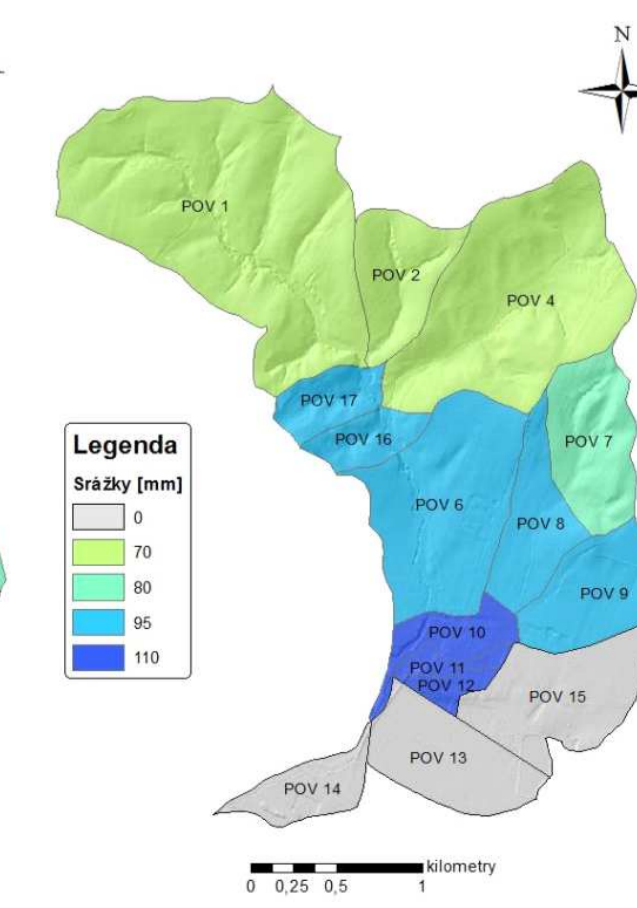 N
POV 1
POV 2
POV 4
POV 17
POV 16
POV 7
POV 6
POV 8
POV 9
POV 10
POV 11
POV 12
POV 15
POV 13
POV 14
Legenda
Srážky [mm]
0
70
80
95
110
kilometry
0 0,25 0,5 1